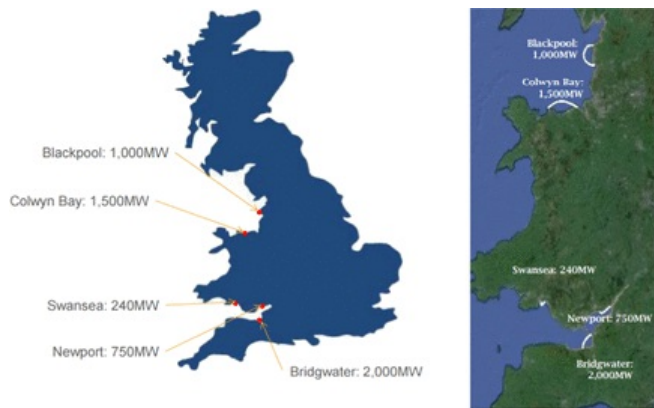 Blackpool: 1,000MW
Colwyn Bay: 1,500MW
Swansea: 240MW
Newport: 750MW
Bridgwater: 2,000MW
Blackpool:
1,000MW
Colwyn Bay:
1,500MW
Swansea: 240MW
Newport: 750MW
Bridgwater:
2,000MW